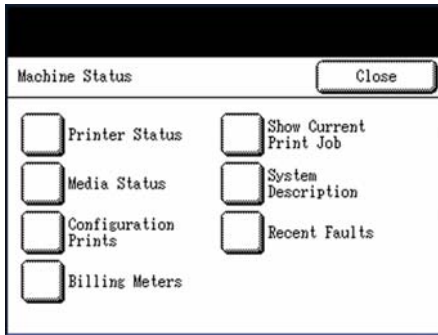 Machine Status
Close
Printer Status
Media Status
Configuration
Prints
Billing Meters
Show Current
Print Job
System
Description
Recent Faults